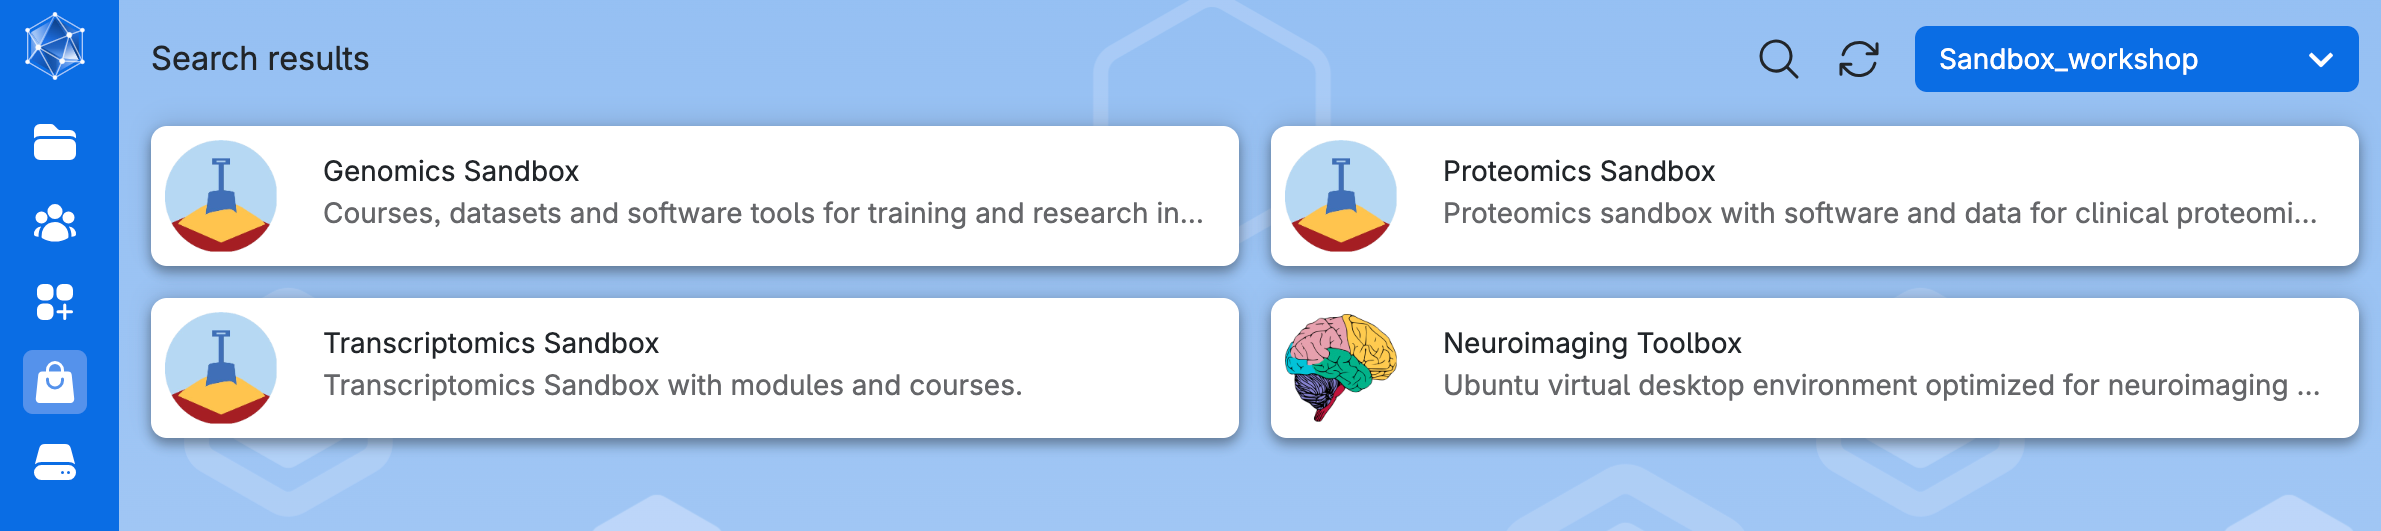 Search results
Sandbox_workshop
Genomics Sandbox
Courses, datasets and software tools for training and research in...
Proteomics Sandbox
Proteomics sandbox with software and data for clinical proteomi...
Transcriptomics Sandbox
Transcriptomics Sandbox with modules and courses.
Neuroimaging Toolbox
Ubuntu virtual desktop environment optimized for neuroimaging ...